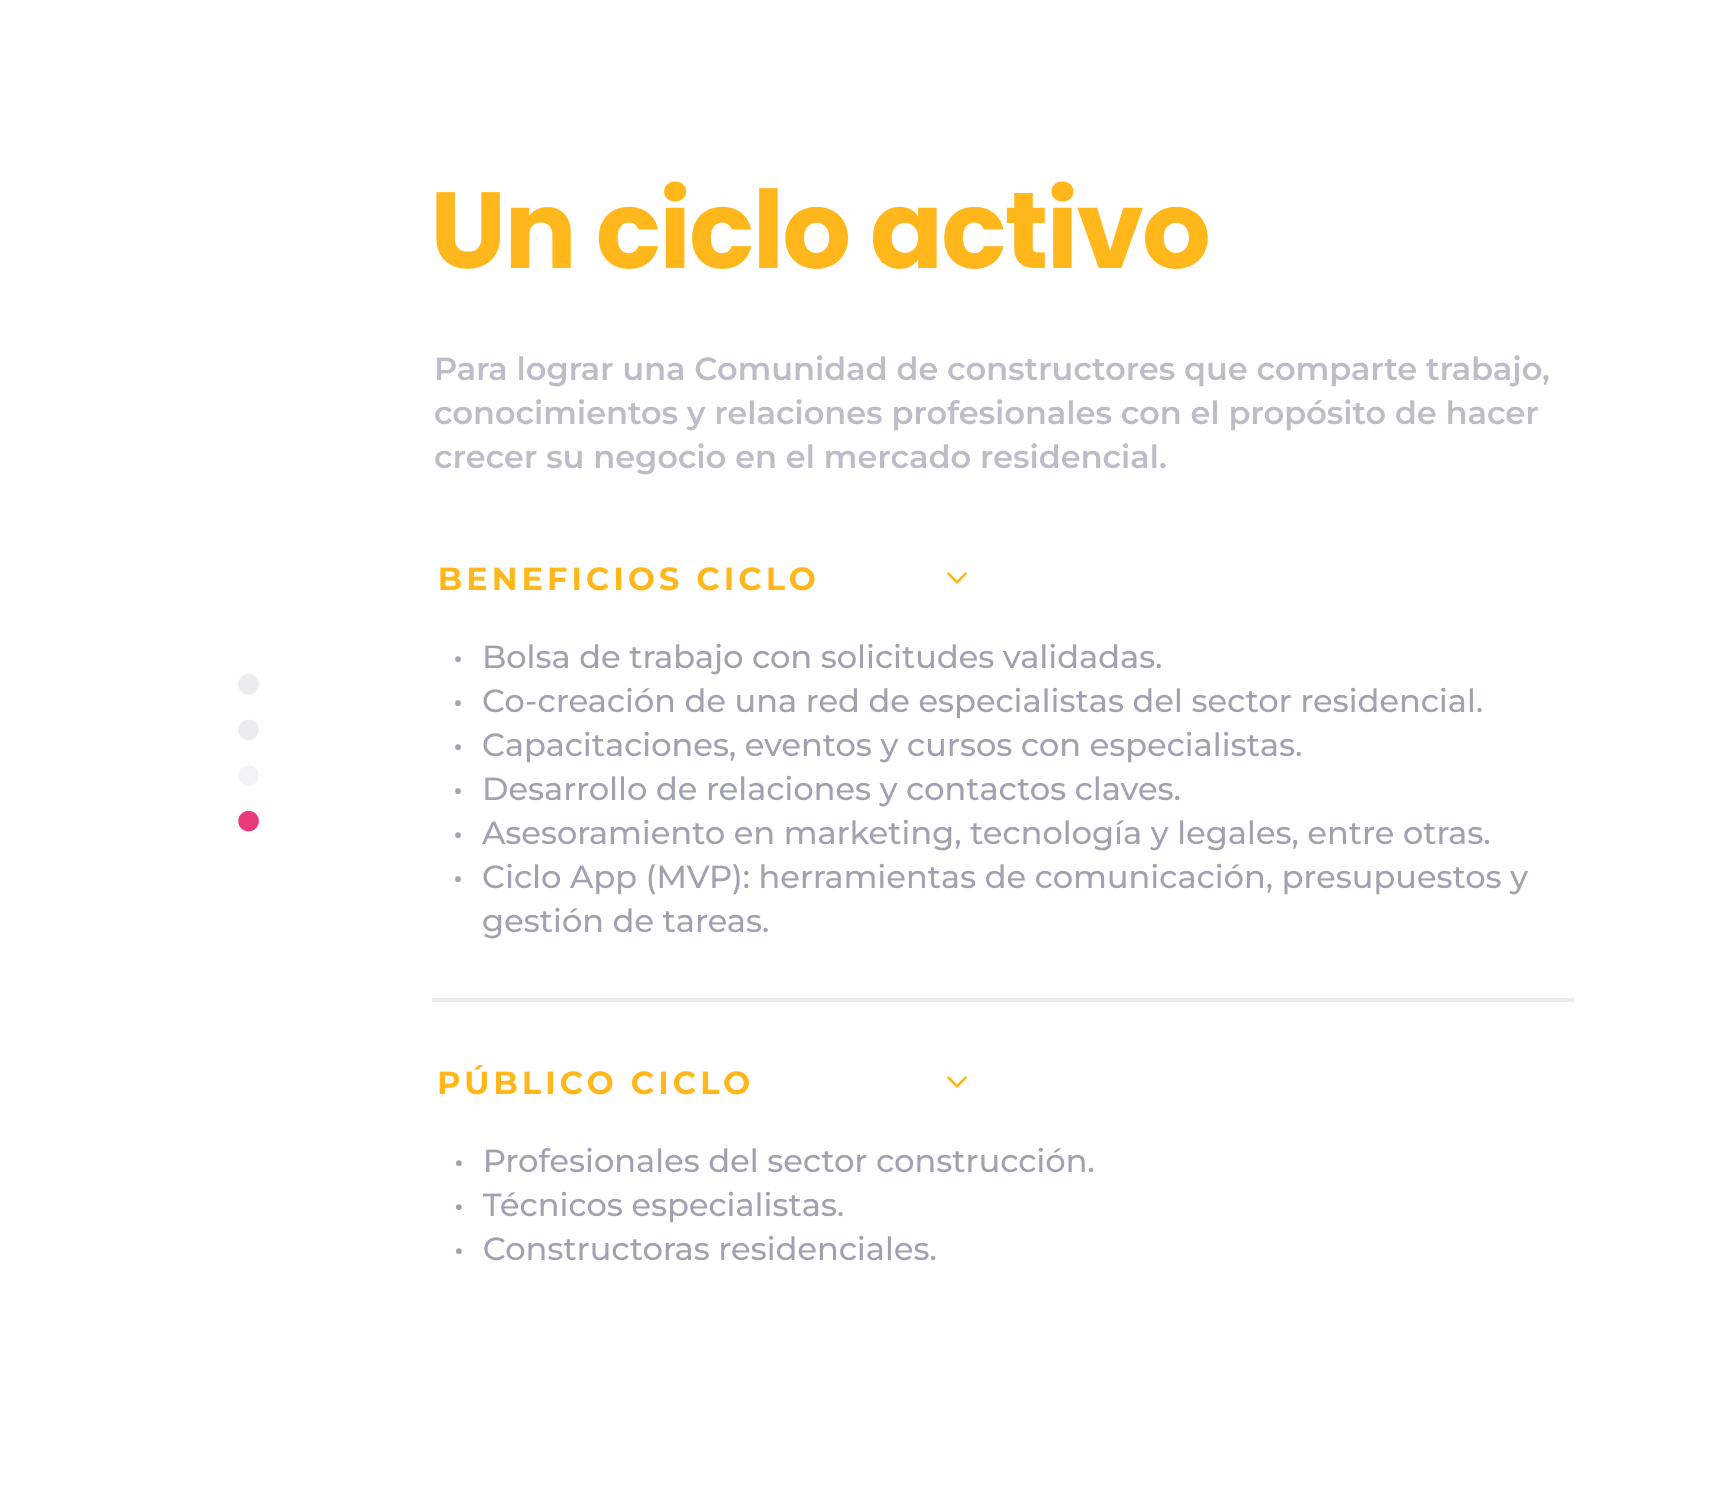 Un ciclo activo
Para lograr una Comunidad de constructores que comparte trabajo,
conocimientos y relaciones profesionales con el propósito de hacer
crecer su negocio en el mercado residencial.
BENEFICIOS CICLO
• Bolsa de trabajo con solicitudes validadas.
• Co-creación de una red de especialistas del sector residencial.
• Capacitaciones, eventos y cursos con especialistas.
• Desarrollo de relaciones y contactos claves.
• Asesoramiento en marketing, tecnología y legales, entre otras.
• Ciclo App (MVP): herramientas de comunicación, presupuestos y
gestión de tareas.
PÚBLICO CICLO
• Profesionales del sector construcción.
• Técnicos especialistas.
• Constructoras residenciales.